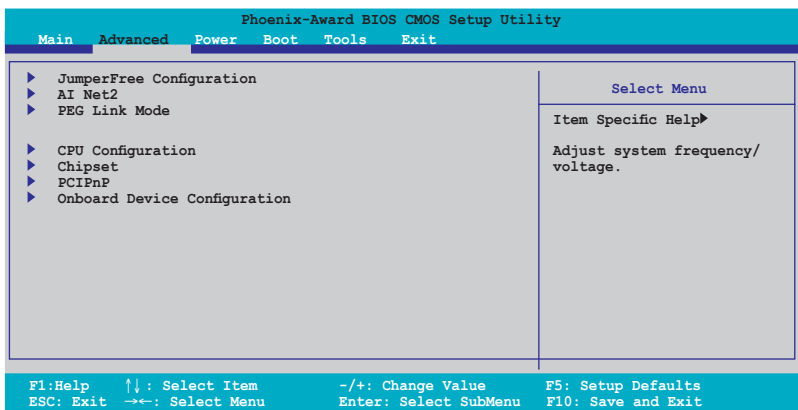 Phoenix-Award BIOS CMOS Setup Utility
Main Advanced Power Boot Tools Exit
JumperFree Configuration
AI Net2
PEG Link Mode
CPU Configuration
Chipset
PCIPnP
Onboard Device Configuration
Select Menu
Item Specific Help
Adjust system frequency/
voltage.
F1:Help ↑↓: Select Item -/+: Change Value F5: Setup Defaults
ESC: Exit →←: Select Menu Enter: Select SubMenu F10: Save and Exit